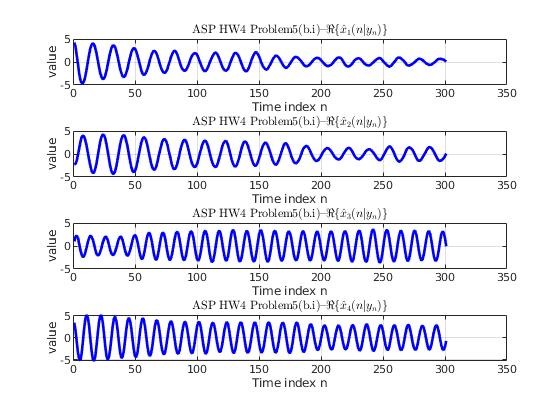 ASP HW4 Problem5(b.i)–ℜ{x̂₁(n|yₙ)}
5
0
-5
value
0 50 100 150 200 250 300 350
Time index n
ASP HW4 Problem5(b.i)–ℜ{x̂₂(n|yₙ)}
5
0
-5
value
0 50 100 150 200 250 300 350
Time index n
ASP HW4 Problem5(b.i)–ℜ{x̂₃(n|yₙ)}
5
0
-5
value
0 50 100 150 200 250 300 350
Time index n
ASP HW4 Problem5(b.i)–ℜ{x̂₄(n|yₙ)}
5
0
-5
value
0 50 100 150 200 250 300 350
Time index n